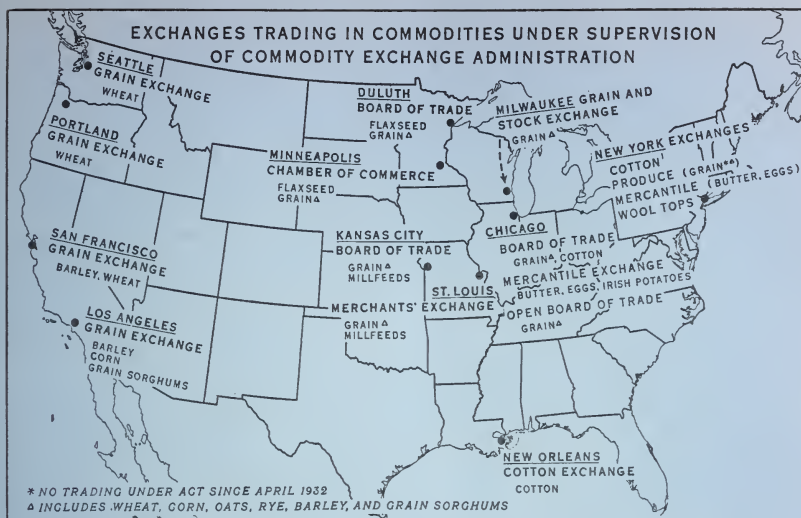 EXCHANGES TRADING IN COMMODITIES UNDER SUPERVISION
OF COMMODITY EXCHANGE ADMINISTRATION
SEATTLE
GRAIN EXCHANGE
WHEAT
PORTLAND
GRAIN EXCHANGE
WHEAT
SAN FRANCISCO
GRAIN EXCHANGE
BARLEY, WHEAT
LOS ANGELES
GRAIN EXCHANGE
BARLEY
CORN
GRAIN SORGHUMS
DULUTH
BOARD OF TRADE
FLAXSEED
GRAIN△
MINNEAPOLIS
CHAMBER OF COMMERCE
FLAXSEED
GRAIN△
KANSAS CITY
BOARD OF TRADE
GRAIN△
MILLFEEDS
ST. LOUIS
MERCHANTS' EXCHANGE
GRAIN△
MILLFEEDS
MILWAUKEE GRAIN AND
STOCK EXCHANGE
GRAIN△
CHICAGO
BOARD OF TRADE
GRAIN△, COTTON
MERCANTILE EXCHANGE
BUTTER, EGGS, IRISH POTATOES
OPEN BOARD OF TRADE
GRAIN△
NEW YORK EXCHANGES
COTTON
PRODUCE (GRAIN*△)
MERCANTILE (BUTTER, EGGS)
WOOL TOPS
NEW ORLEANS
COTTON EXCHANGE
COTTON
* NO TRADING UNDER ACT SINCE APRIL 1932
△ INCLUDES WHEAT, CORN, OATS, RYE, BARLEY, AND GRAIN SORGHUMS